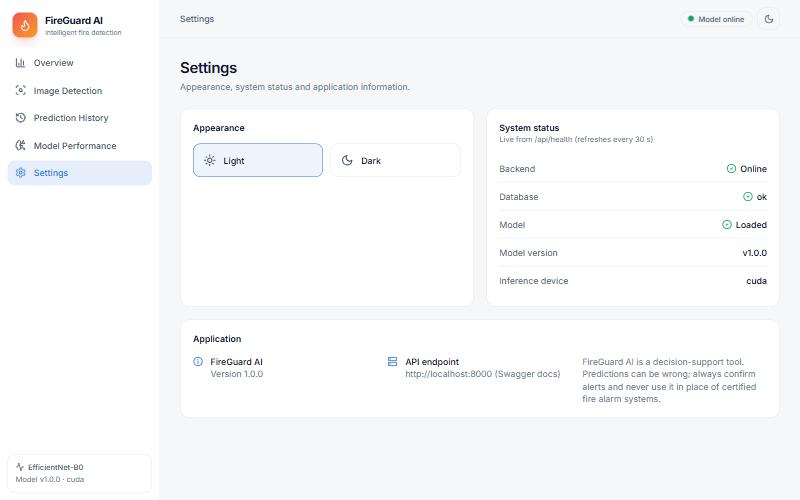 FireGuard AI
Intelligent fire detection
Overview
Image Detection
Prediction History
Model Performance
Settings
EfficientNet-B0
Model v1.0.0 · cuda
Settings
Model online
Settings
Appearance, system status and application information.
Appearance
Light
Dark
System status
Live from /api/health (refreshes every 30 s)
Backend
Online
Database
ok
Model
Loaded
Model version
v1.0.0
Inference device
cuda
Application
FireGuard AI
Version 1.0.0
API endpoint
http://localhost:8000 (Swagger docs)
FireGuard AI is a decision-support tool.
Predictions can be wrong; always confirm
alerts and never use it in place of certified
fire alarm systems.